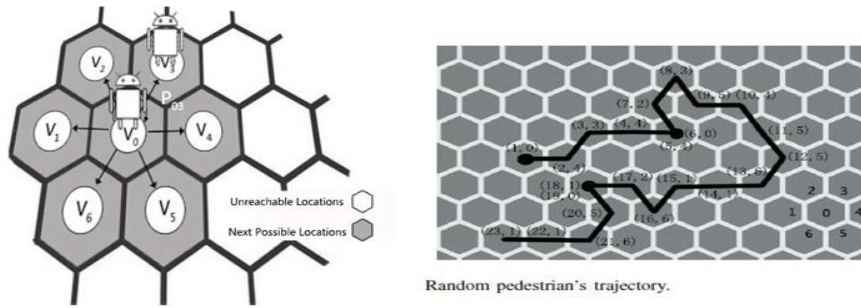 V2
V3
P03
V1
V0
V4
V6
V5
Unreachable Locations
Next Possible Locations
(8, 3)
(7, 2)
(9, 5)
(10, 4)
(3, 3)
(4, 4)
(6, 0)
(11, 5)
(1, 0)
(2, 4)
(12, 5)
(18, 1)
(17, 2)
(15, 1)
(13, 6)
(19, 0)
(14, 1)
(20, 5)
(16, 6)
(23, 1)
(22, 1)
(21, 6)
2 3
1 0 4
6 5
Random pedestrian's trajectory.